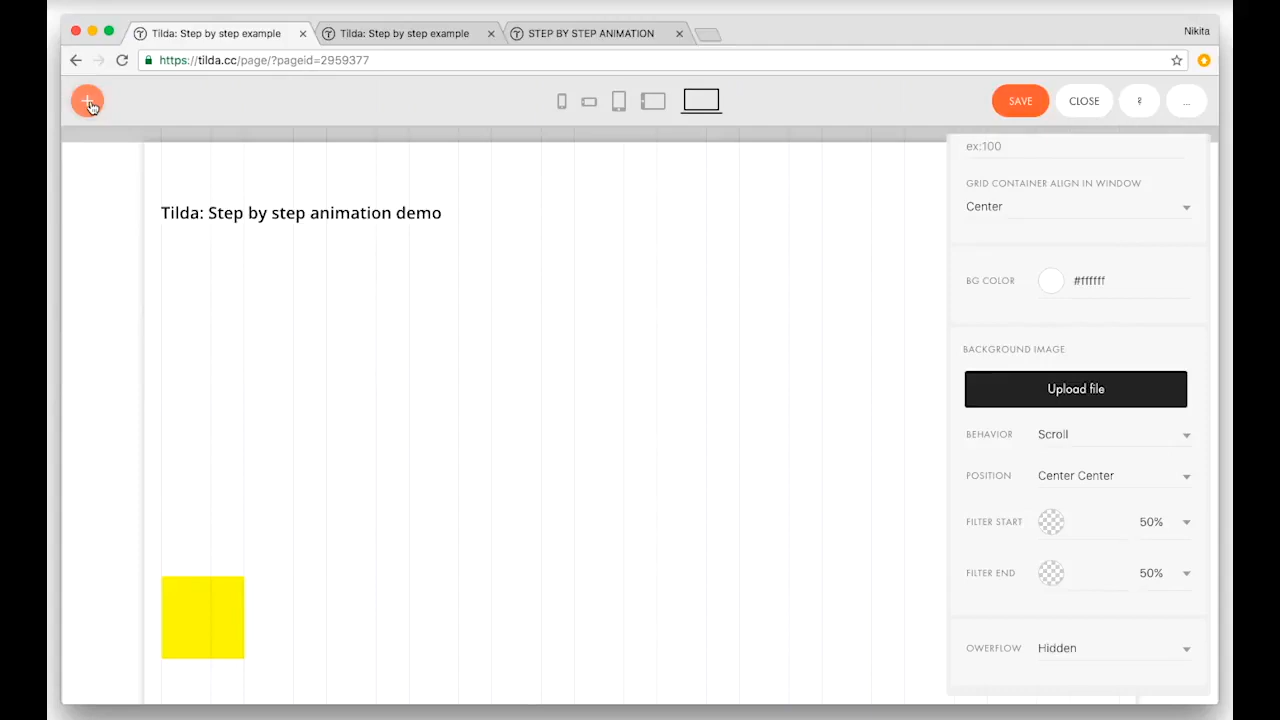 Tilda: Step by step example
Tilda: Step by step example
STEP BY STEP ANIMATION
Nikita
https://tilda.cc/page/?pageid=2959377
SAVE
CLOSE
?
...
ex:100
GRID CONTAINER ALIGN IN WINDOW
Center
Tilda: Step by step animation demo
BG COLOR
#ffffff
BACKGROUND IMAGE
Upload file
BEHAVIOR
Scroll
POSITION
Center Center
FILTER START
50%
FILTER END
50%
OWERFLOW
Hidden